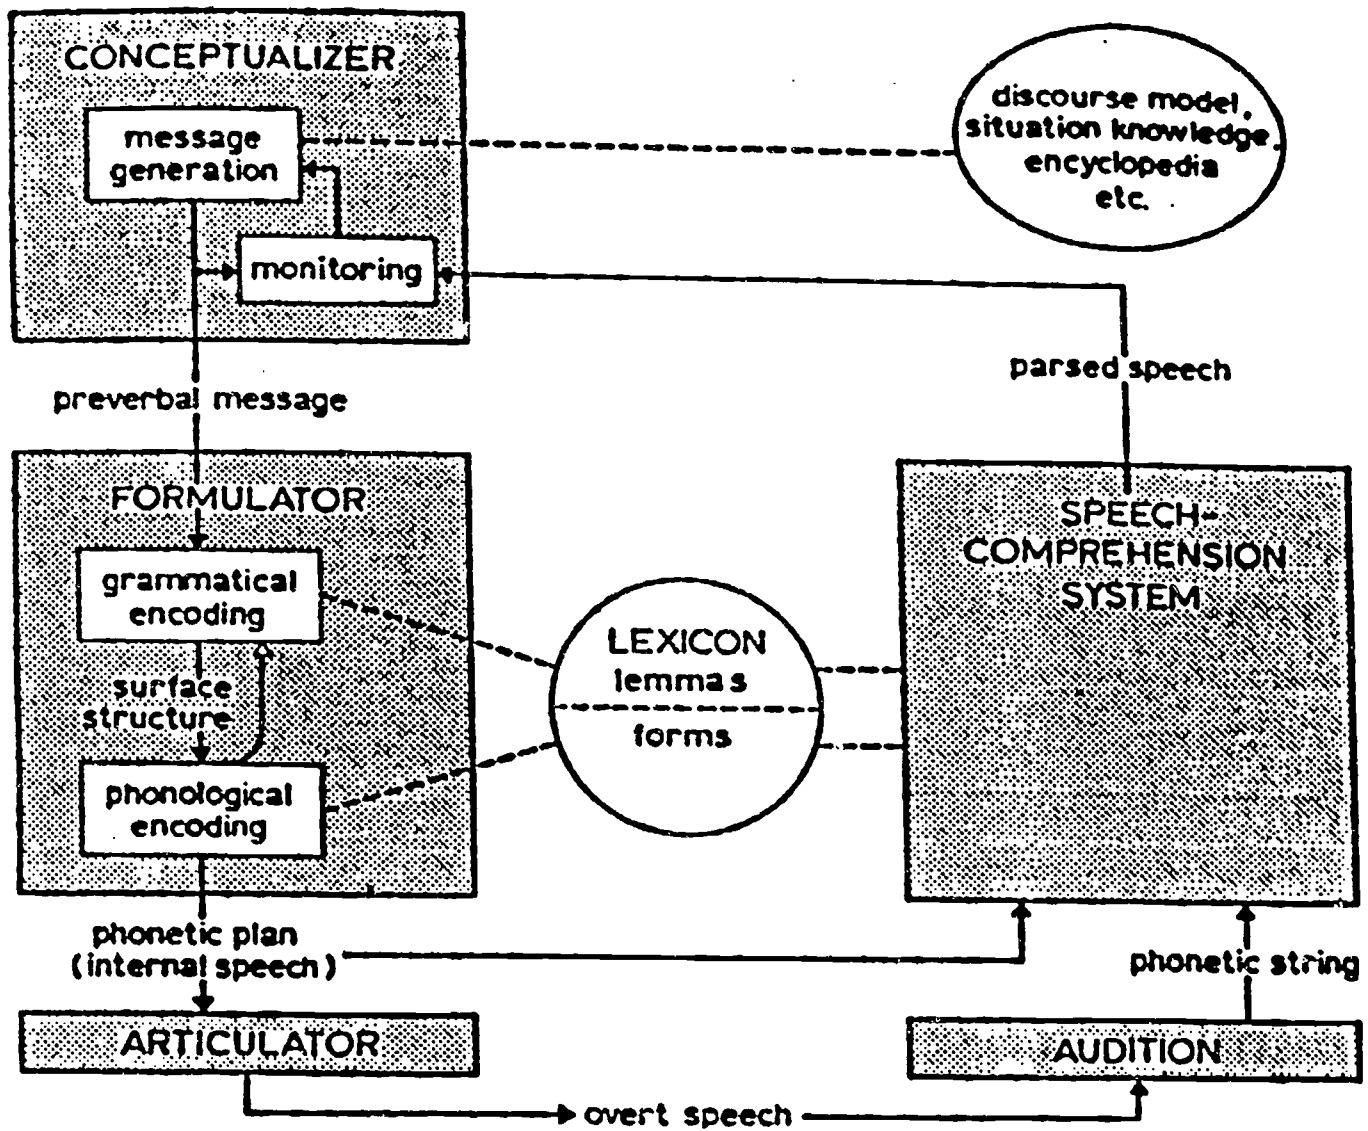 CONCEPTUALIZER
message
generation
monitoring
discourse model,
situation knowledge,
encyclopedia
etc.
parsed speech
preverbal message
FORMULATOR
grammatical
encoding
surface
structure
phonological
encoding
LEXICON
lemmas
forms
SPEECH-
COMPREHENSION
SYSTEM
phonetic plan
(internal speech)
phonetic string
ARTICULATOR
AUDITION
overt speech